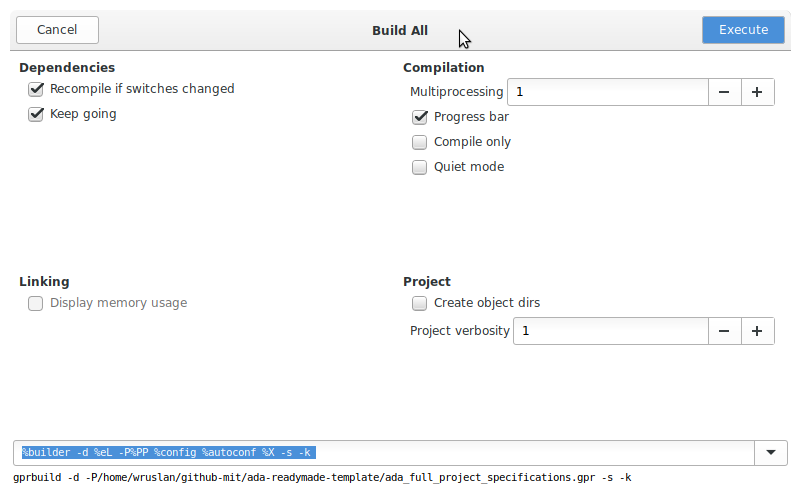 Cancel Build All Execute
Dependencies
Recompile if switches changed
Keep going
Compilation
Multiprocessing 1
Progress bar
Compile only
Quiet mode
Linking
Display memory usage
Project
Create object dirs
Project verbosity 1
%builder -d %eL -P%PP %config %autoconf %X -s -k
gprbuild -d -P/home/wruslan/github-mit/ada-readymade-template/ada_full_project_specifications.gpr -s -k